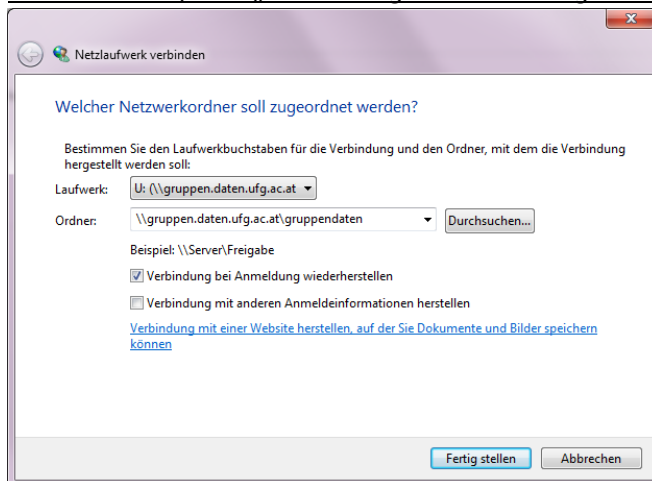 Netzlaufwerk verbinden
Welcher Netzwerkordner soll zugeordnet werden?
Bestimmen Sie den Laufwerkbuchstaben für die Verbindung und den Ordner, mit dem die Verbindung
hergestellt werden soll:
Laufwerk: U: (\\gruppen.daten.ufg.ac.at
Ordner: \\gruppen.daten.ufg.ac.at\gruppendaten Durchsuchen...
Beispiel: \\Server\Freigabe
Verbindung bei Anmeldung wiederherstellen
Verbindung mit anderen Anmeldeinformationen herstellen
Verbindung mit einer Website herstellen, auf der Sie Dokumente und Bilder speichern
können
Fertig stellen Abbrechen